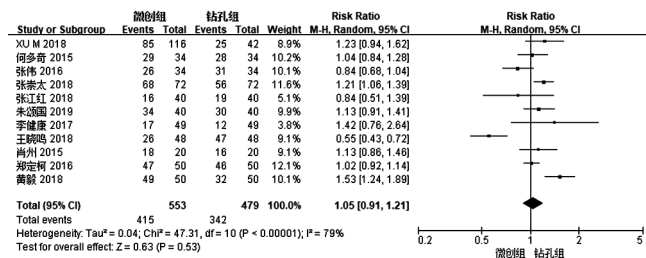 微创组 钻孔组 Risk Ratio Risk Ratio
Study or Subgroup Events Total Events Total Weight M-H, Random, 95% CI M-H, Random, 95% CI
XU M 2018 85 116 25 42 8.9% 1.23 [0.94, 1.62]
何多奇 2015 29 34 28 34 10.2% 1.04 [0.84, 1.28]
张伟 2016 26 34 31 34 10.0% 0.84 [0.68, 1.04]
张崇太 2018 68 72 56 72 11.6% 1.21 [1.06, 1.39]
张江红 2018 16 40 19 40 5.1% 0.84 [0.51, 1.39]
朱颂国 2019 34 40 30 40 9.9% 1.13 [0.91, 1.41]
李健康 2017 17 49 12 49 3.8% 1.42 [0.76, 2.64]
王晓鸣 2018 26 48 47 48 9.1% 0.55 [0.43, 0.72]
肖州 2015 18 20 16 20 9.1% 1.13 [0.86, 1.46]
郑定柯 2016 47 50 46 50 12.2% 1.02 [0.92, 1.14]
黄毅 2018 49 50 32 50 10.1% 1.53 [1.24, 1.89]
Total (95% CI) 553 479 100.0% 1.05 [0.91, 1.21]
Total events 415 342
Heterogeneity: Tau² = 0.04; Chi² = 47.31, df = 10 (P < 0.00001); I² = 79%
Test for overall effect: Z = 0.63 (P = 0.53)
0.2 0.5 1 2 5
微创组 钻孔组